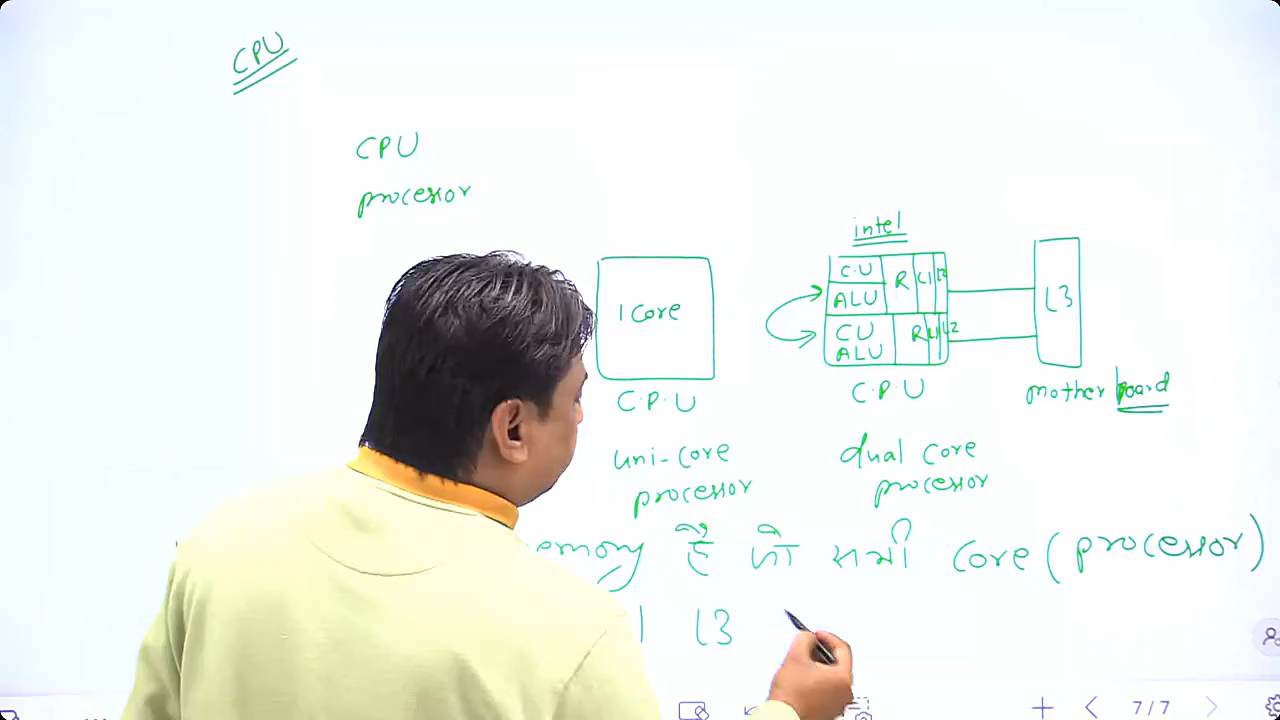 CPU
CPU
processor
intel
1 Core
C.U R L1 L2
ALU
CU R L1 L2
ALU
L3
C.P.U
C.P.U
mother board
uni-core
processor
dual core
processor
emory है जो सभी Core (processor)
L3
7/7